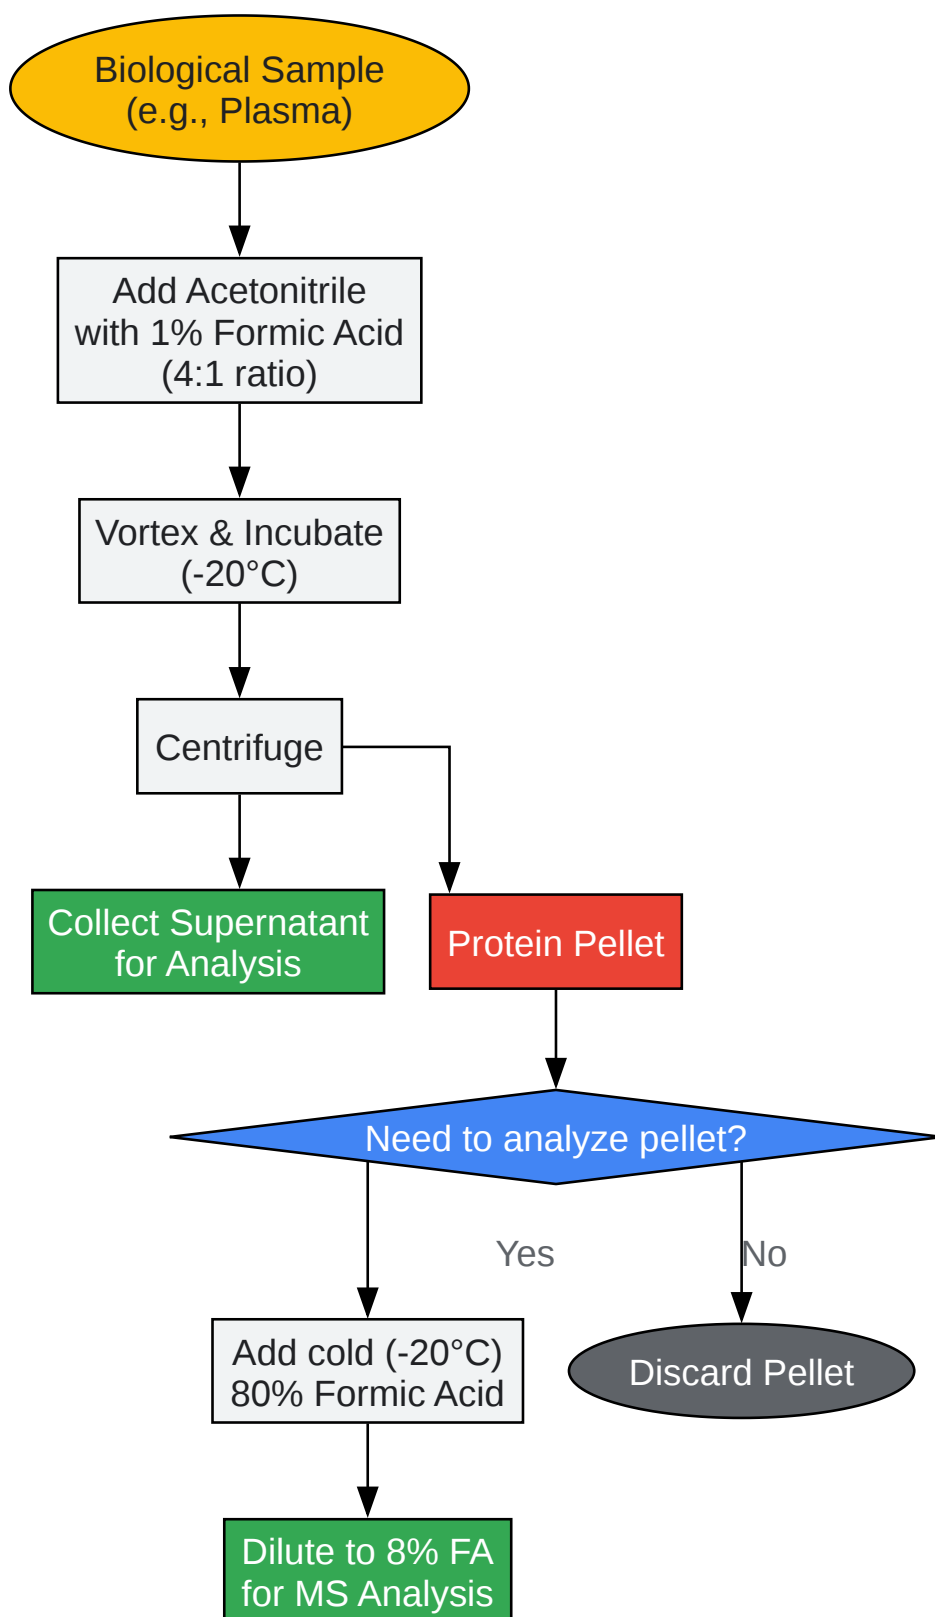 Biological Sample
(e.g., Plasma)
Add Acetonitrile
with 1% Formic Acid
(4:1 ratio)
Vortex & Incubate
(-20°C)
Centrifuge
Collect Supernatant
for Analysis
Protein Pellet
Need to analyze pellet?
Yes
No
Add cold (-20°C)
80% Formic Acid
Discard Pellet
Dilute to 8% FA
for MS Analysis